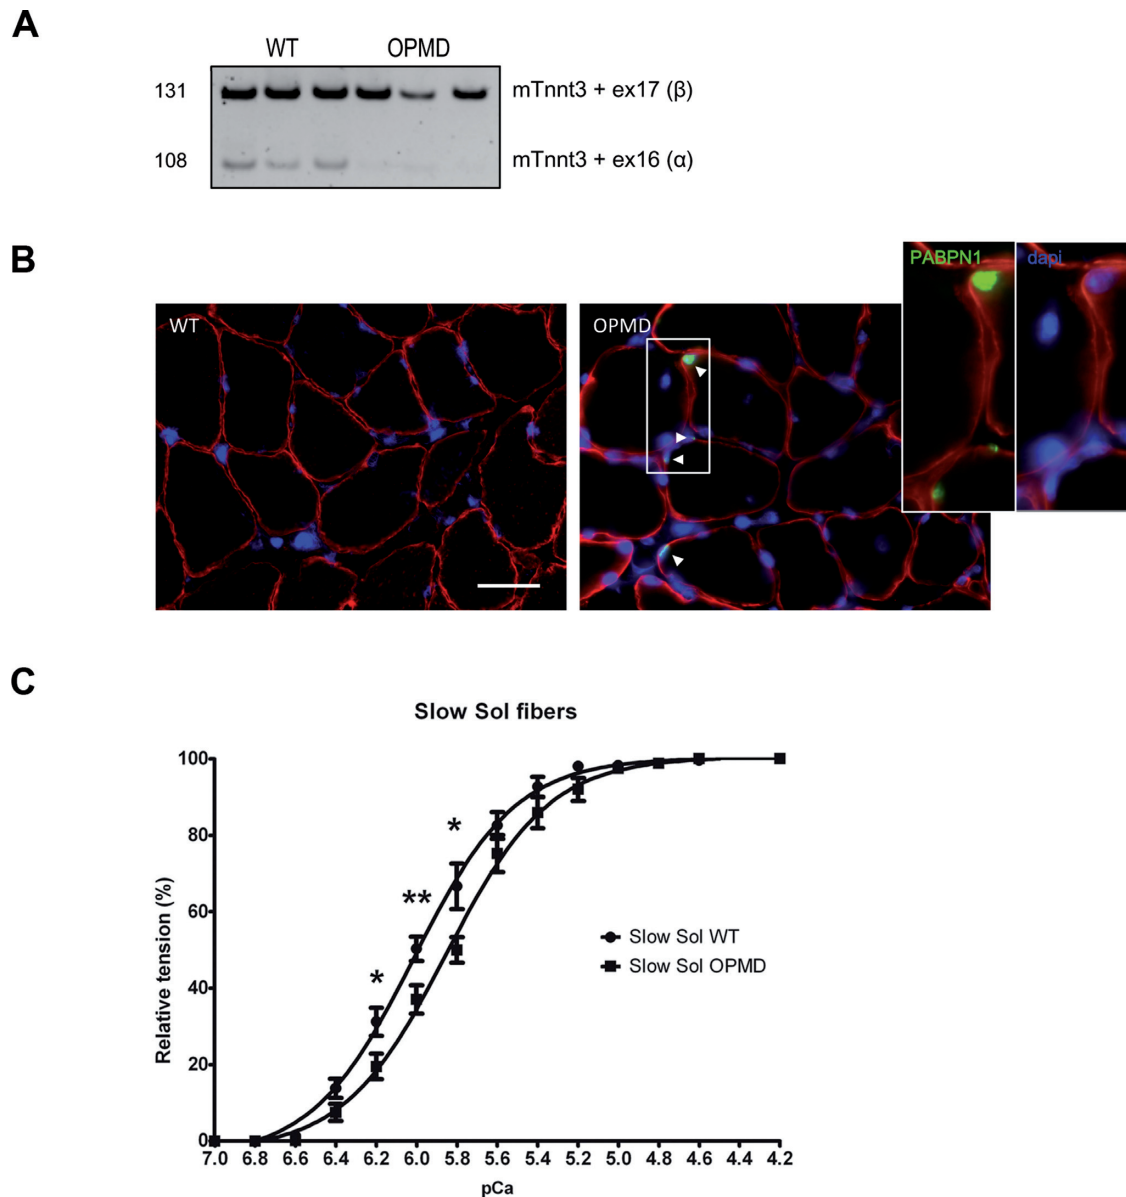 A
WT OPMD
131 mTnnt3 + ex17 (β)
108 mTnnt3 + ex16 (α)
B
WT
OPMD
PABPN1
dapi
C
Slow Sol fibers
Relative tension (%)
100
80
60
40
20
0
*
**
*
Slow Sol WT
Slow Sol OPMD
7.0 6.8 6.6 6.4 6.2 6.0 5.8 5.6 5.4 5.2 5.0 4.8 4.6 4.4 4.2
pCa